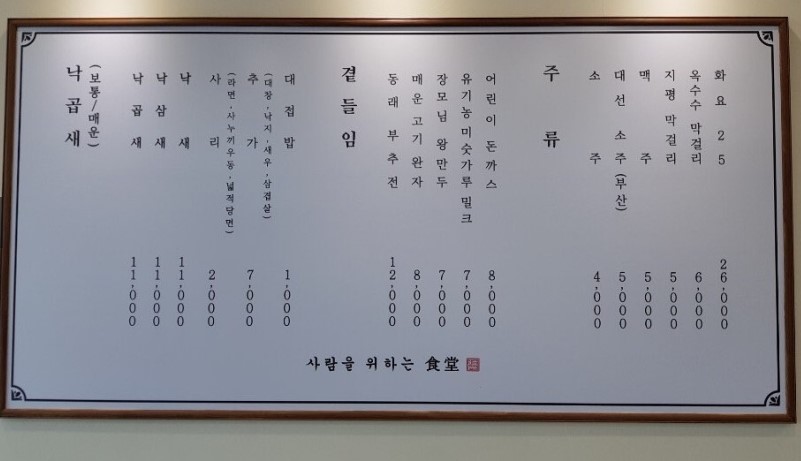 낙곱새
(보통/매운)
낙곱새 11,000
낙삼새 11,000
낙새 11,000
사리 2,000
(라면,사누끼우동,넓적당면)
추가 7,000
(대창,낙지,새우,삼겹살)
대접밥 1,000
곁들임
동래부추전 12,000
매운고기완자 8,000
장모님 왕만두 7,000
유기농미숫가루밀크 7,000
어린이 돈까스 8,000
주류
소주 4,000
대선소주(부산) 5,000
맥주 5,000
지평 막걸리 5,000
옥수수 막걸리 6,000
화요25 26,000
사람을 위하는 食堂